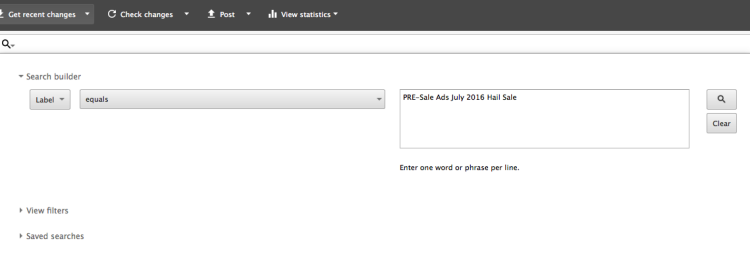 Get recent changes Check changes Post View statistics
Search builder
Label equals PRE-Sale Ads July 2016 Hail Sale
Clear
Enter one word or phrase per line.
View filters
Saved searches